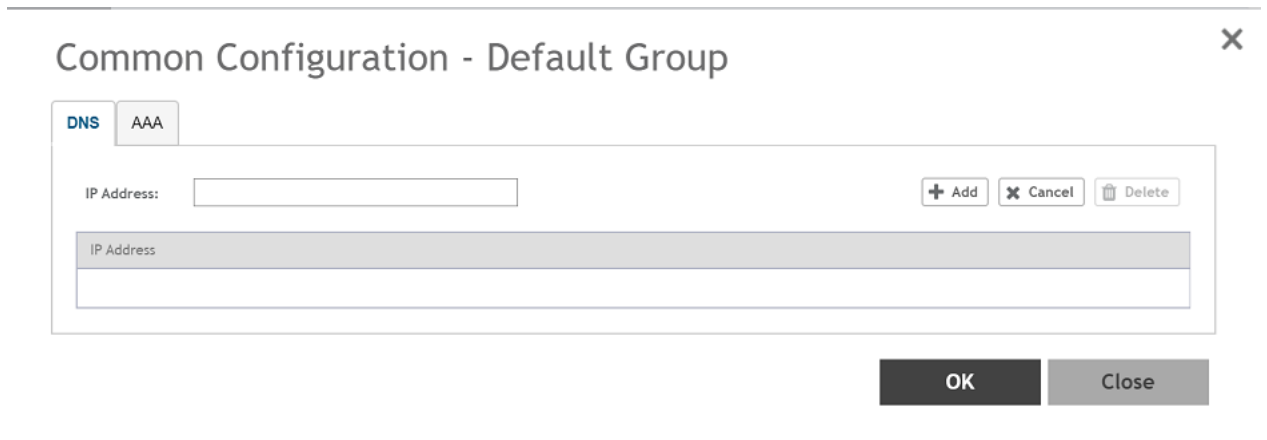 Common Configuration - Default Group
DNS AAA
IP Address: Add Cancel Delete
IP Address
OK Close